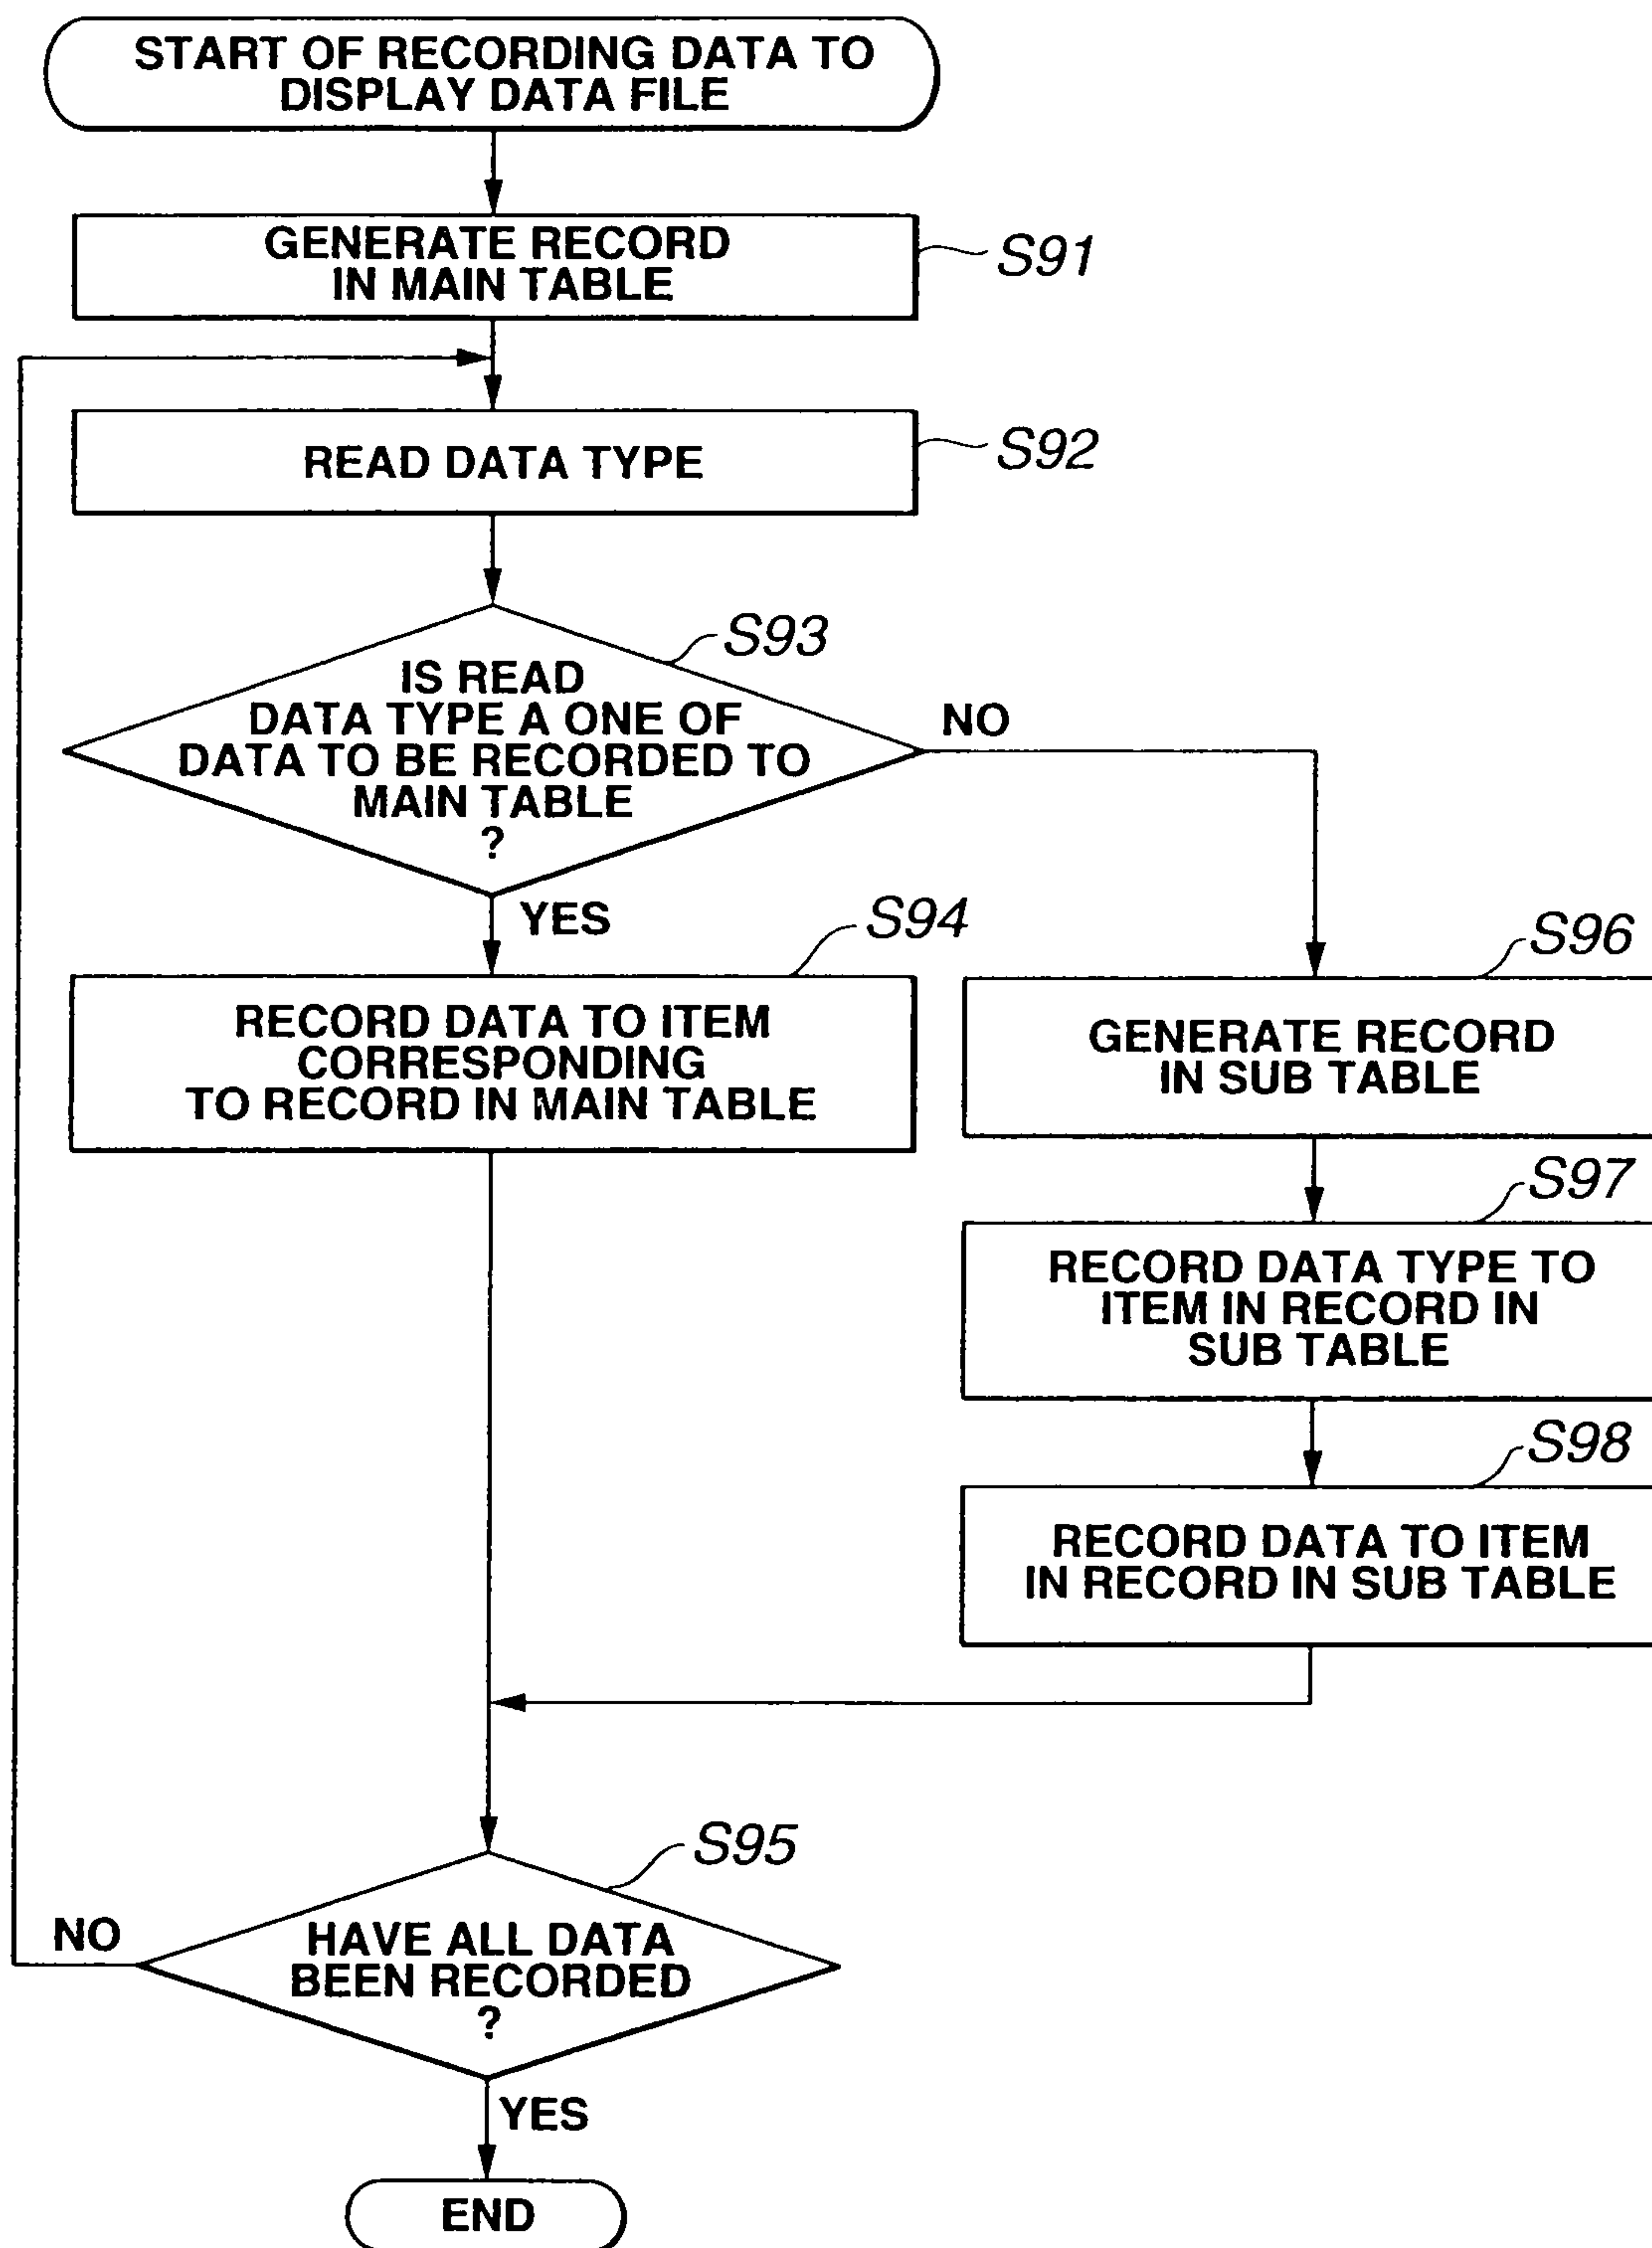 START OF RECORDING DATA TO
DISPLAY DATA FILE
GENERATE RECORD
IN MAIN TABLE
S91
READ DATA TYPE
S92
S93
IS READ
DATA TYPE A ONE OF
DATA TO BE RECORDED TO
MAIN TABLE
?
NO
YES
S94
RECORD DATA TO ITEM
CORRESPONDING
TO RECORD IN MAIN TABLE
S96
GENERATE RECORD
IN SUB TABLE
S97
RECORD DATA TYPE TO
ITEM IN RECORD IN
SUB TABLE
S98
RECORD DATA TO ITEM
IN RECORD IN SUB TABLE
S95
HAVE ALL DATA
BEEN RECORDED
?
NO
YES
END